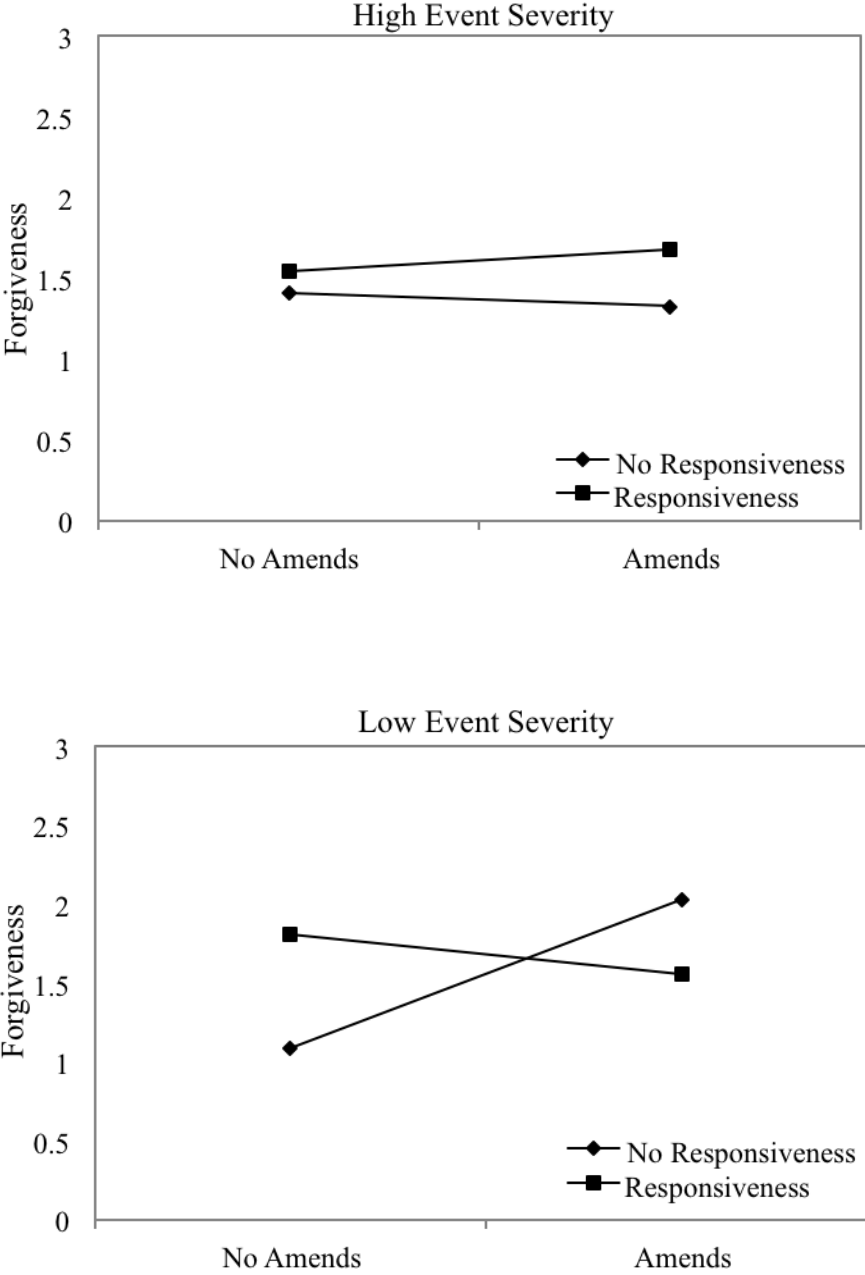 High Event Severity
3
2.5
2
1.5
1
0.5
0
Forgiveness
No Responsiveness
Responsiveness
No Amends
Amends
Low Event Severity
3
2.5
2
1.5
1
0.5
0
Forgiveness
No Responsiveness
Responsiveness
No Amends
Amends